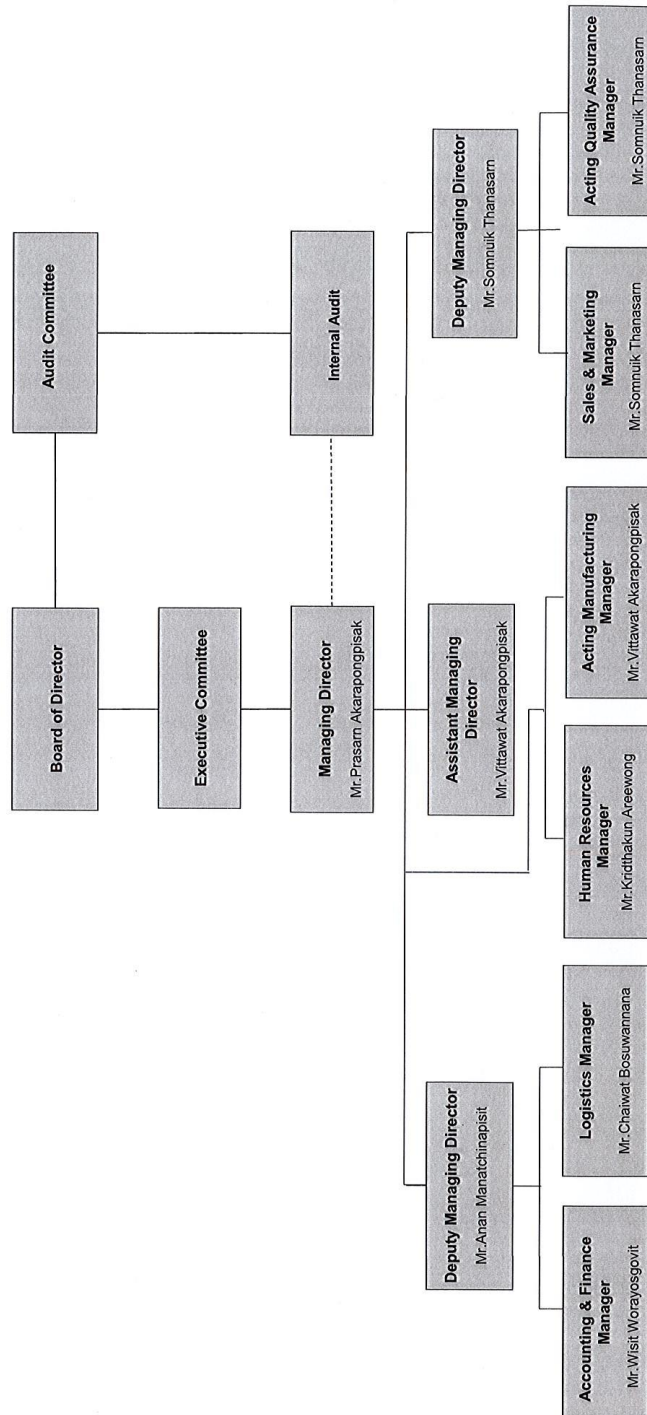 Board of Director
Audit Committee
Executive Committee
Managing Director
Mr.Prasarn Akarapongpisak
Internal Audit
Deputy Managing Director
Mr.Anan Manatchinapisit
Assistant Managing
Director
Mr.Vittawat Akarapongpisak
Deputy Managing Director
Mr.Somnuik Thanasarn
Accounting & Finance
Manager
Mr.Wisit Worayosgovit
Logistics Manager
Mr.Chaiwat Bosuwannana
Human Resources
Manager
Mr.Kridthakun Areewong
Acting Manufacturing
Manager
Mr.Vittawat Akarapongpisak
Sales & Marketing
Manager
Mr.Somnuik Thanasarn
Acting Quality Assurance
Manager
Mr.Somnuik Thanasarn